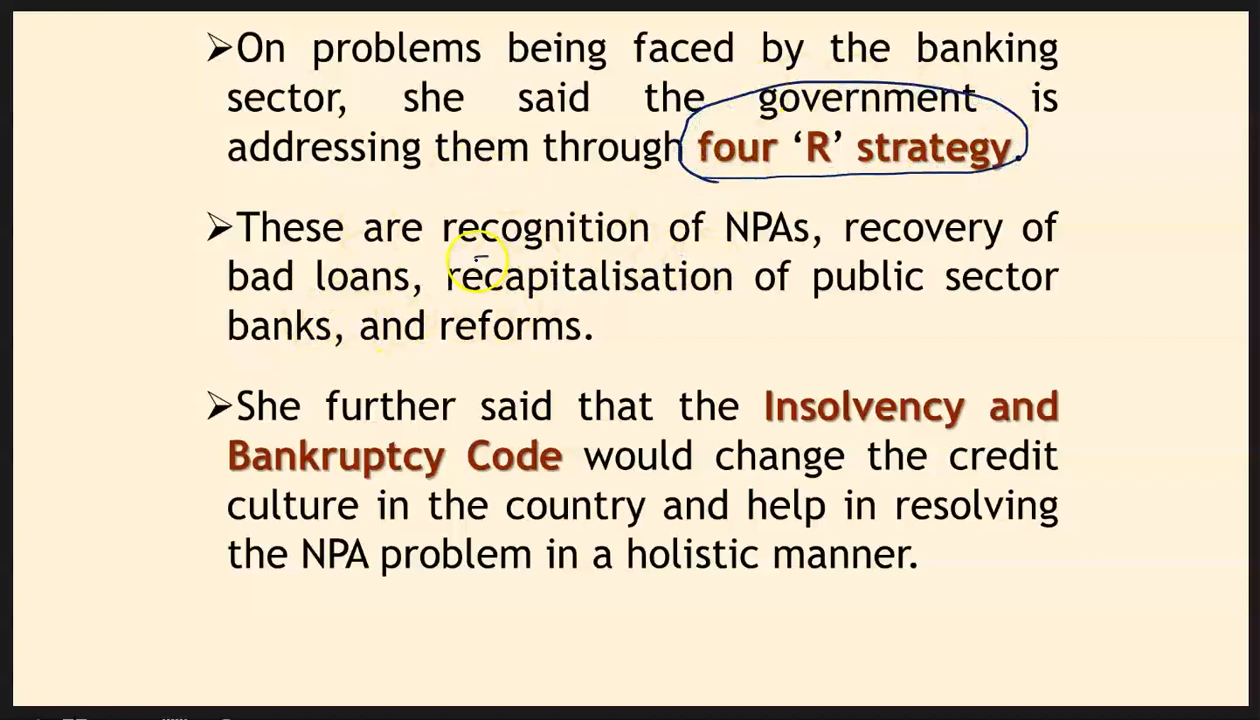 ➢On problems being faced by the banking
sector, she said the government is
addressing them through four ‘R’ strategy.
➢These are recognition of NPAs, recovery of
bad loans, recapitalisation of public sector
banks, and reforms.
➢She further said that the Insolvency and
Bankruptcy Code would change the credit
culture in the country and help in resolving
the NPA problem in a holistic manner.